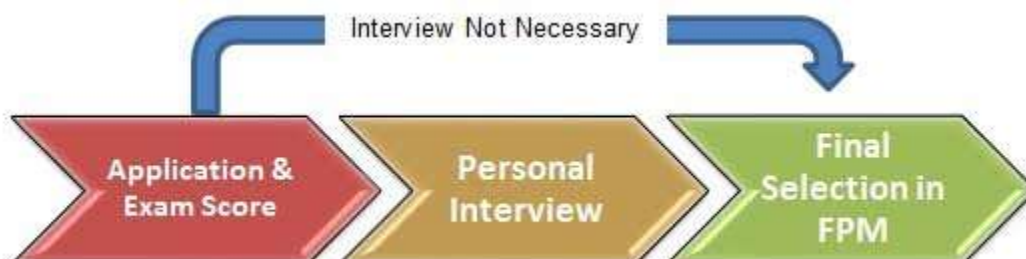 Interview Not Necessary
Application &
Exam Score
Personal
Interview
Final
Selection in
FPM